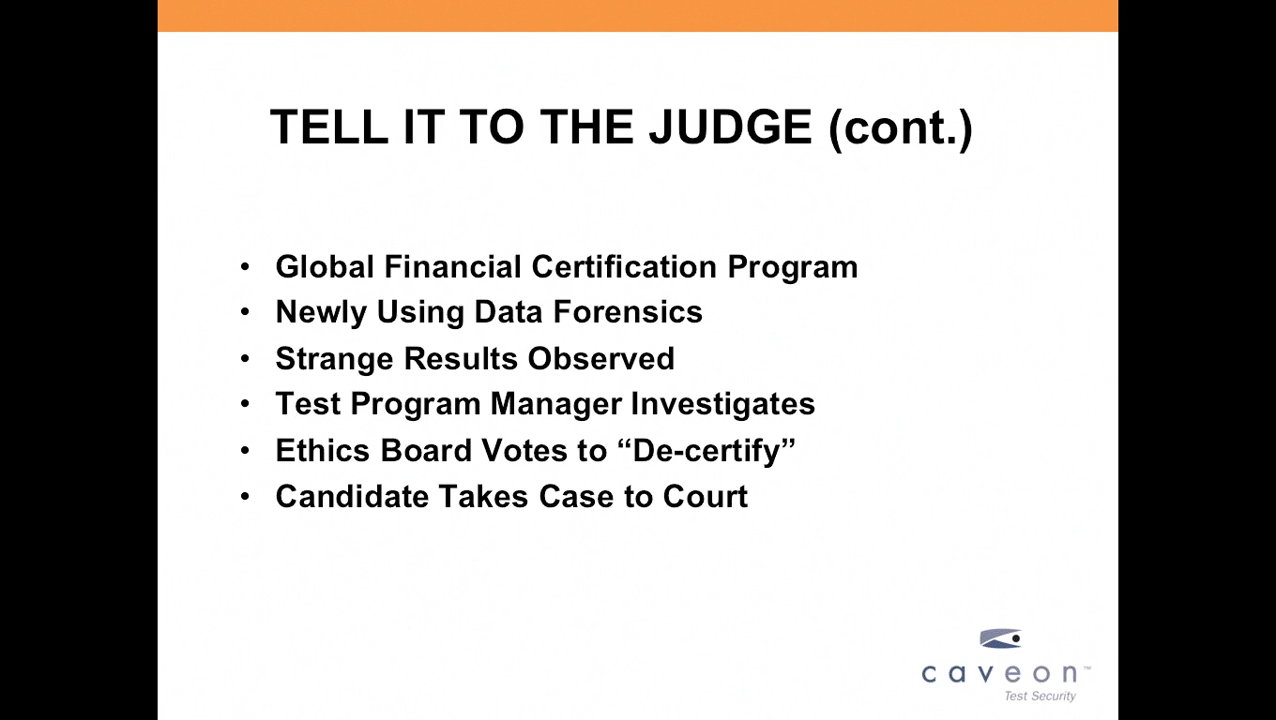 TELL IT TO THE JUDGE (cont.)
• Global Financial Certification Program
• Newly Using Data Forensics
• Strange Results Observed
• Test Program Manager Investigates
• Ethics Board Votes to “De-certify”
• Candidate Takes Case to Court
caveon™
Test Security